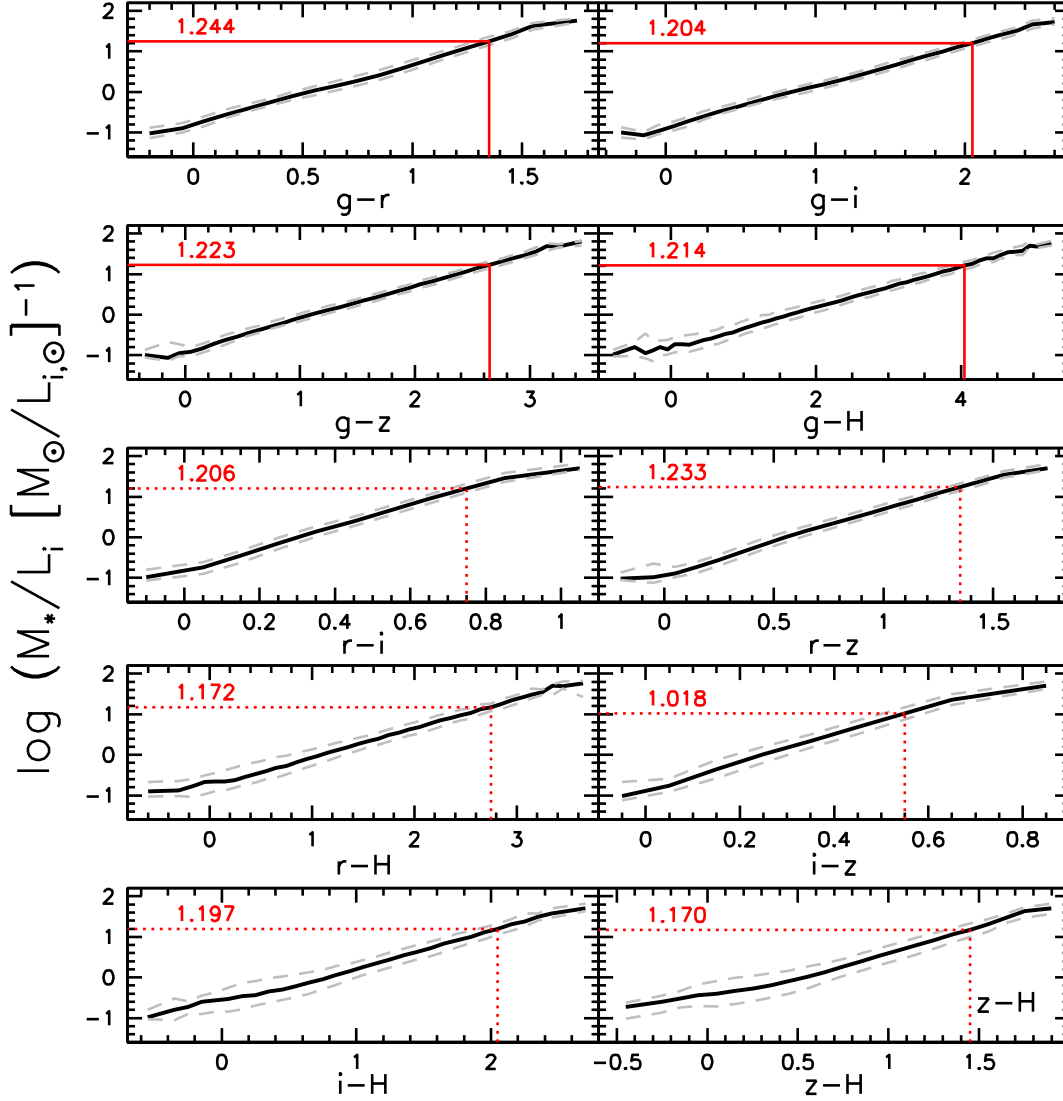 log (M*/Li [M⊙/Li,⊙]−1)
1.244
2
1
0
−1
0 0.5 1 1.5
g−r
1.204
0 1 2
g−i
1.223
2
1
0
−1
0 1 2 3
g−z
1.214
0 2 4
g−H
1.206
2
1
0
−1
0 0.2 0.4 0.6 0.8 1
r−i
1.233
0 0.5 1 1.5
r−z
1.172
2
1
0
−1
0 1 2 3
r−H
1.018
0 0.2 0.4 0.6 0.8
i−z
1.197
2
1
0
−1
0 1 2
i−H
1.170
z−H
−0.5 0 0.5 1 1.5
z−H